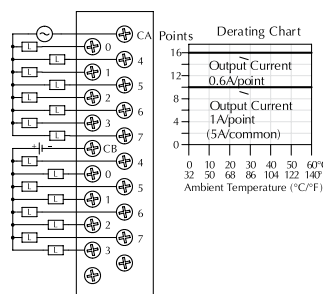 CA Points
Derating Chart
L 0
L 4
L 1
L 5
L 2
L 6
L 3
L 7
+ - CB
L 4
L 0
L 5
L 1
L 6
L 2
L 7
L 3
16
12
8
4
0
Output Current
0.6A/point
Output Current
1A/point
(5A/common)
0 10 20 30 40 50 60°C
32 50 68 86 104 122 140°F
Ambient Temperature (°C/°F)